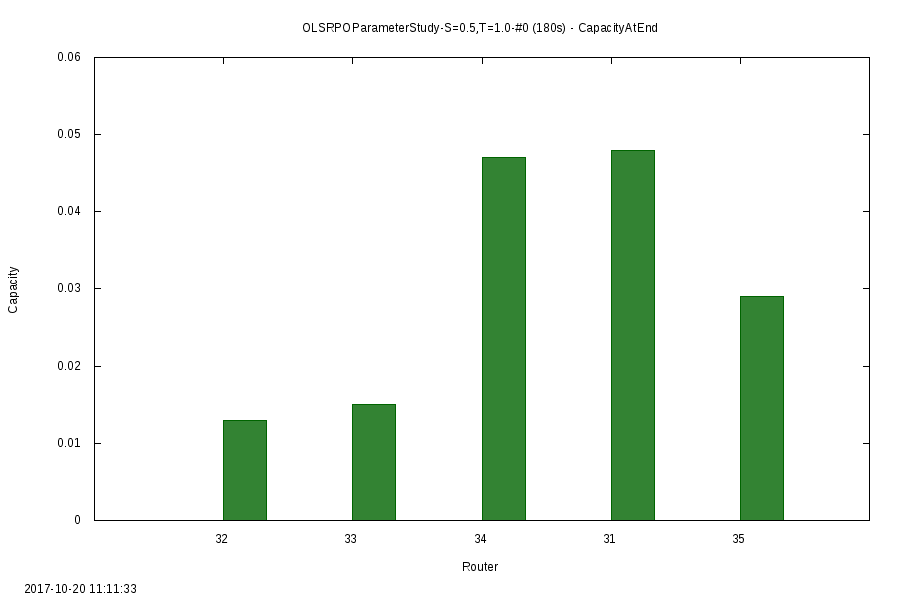 OLSRPOParameterStudy-S=0.5,T=1.0-#0 (180s) - CapacityAtEnd
0.06
0.05
0.04
0.03
0.02
0.01
0
Capacity
32 33 34 31 35
Router
2017-10-20 11:11:33